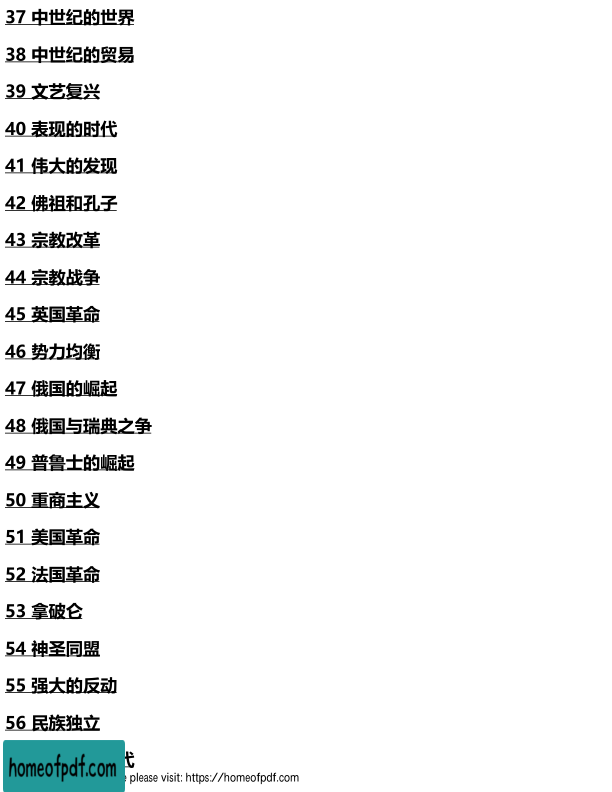 37 中世纪的世界
38 中世纪的贸易
39 文艺复兴
40 表现的时代
41 伟大的发现
42 佛祖和孔子
43 宗教改革
44 宗教战争
45 英国革命
46 势力均衡
47 俄国的崛起
48 俄国与瑞典之争
49 普鲁士的崛起
50 重商主义
51 美国革命
52 法国革命
53 拿破仑
54 神圣同盟
55 强大的反动
56 民族独立
代
homeofpdf.com
please visit: https://homeofpdf.com